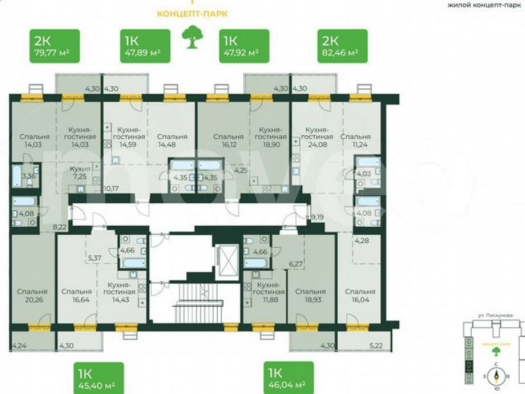 жилой концепт-парк
КОНЦЕПТ-ПАРК
2К
79,77 м²
1К
47,89 м²
1К
47,92 м²
2К
82,46 м²
4,30
4,30
4,30
4,30
Спальня
14,03
Кухня-
гостиная
14,03
Кухня-
гостиная
14,59
Спальня
14,48
Спальня
16,12
Кухня-
гостиная
18,90
Кухня-
гостиная
24,08
Спальня
11,24
3,36
Кухня
7,25
10,17
4,35
4,35
4,25
4,03
4,08
8,22
9,19
4,08
4,28
5,37
4,66
4,66
6,27
Спальня
20,26
Спальня
16,64
Кухня-
гостиная
14,43
Кухня-
гостиная
11,88
Спальня
18,93
Спальня
16,04
4,24
4,30
4,30
5,22
1К
45,40 м²
1К
46,04 м²
ул. Пискунова
С
З
В
Ю